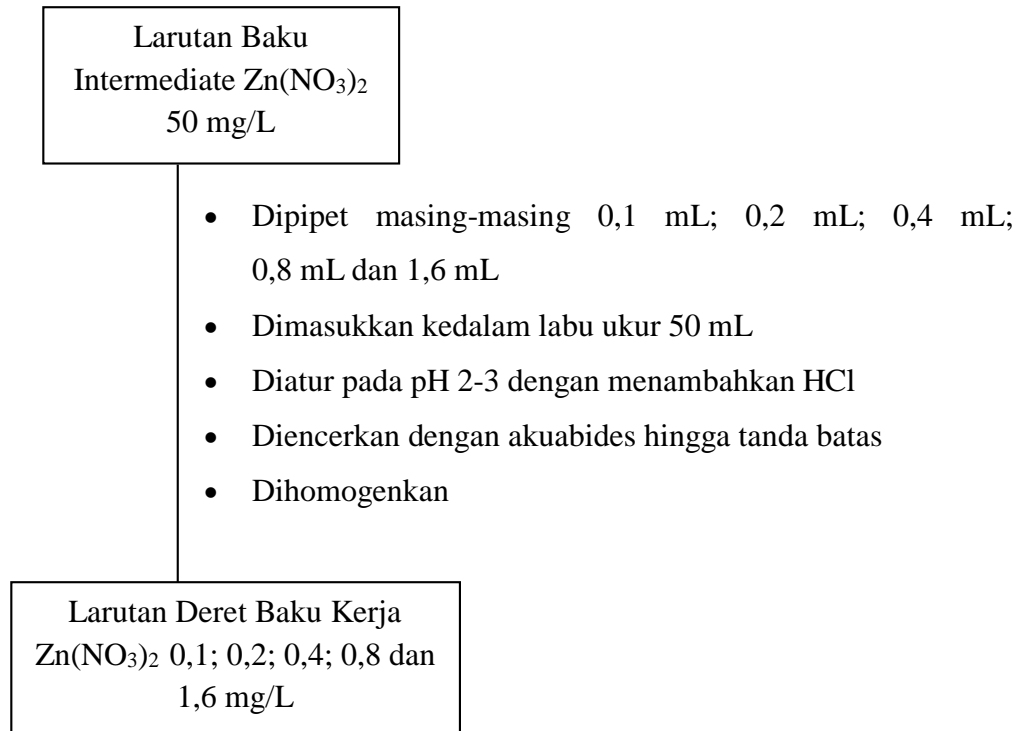 Larutan Baku
Intermediate Zn(NO₃)₂
50 mg/L
• Dipipet masing-masing 0,1 mL; 0,2 mL; 0,4 mL;
0,8 mL dan 1,6 mL
• Dimasukkan kedalam labu ukur 50 mL
• Diatur pada pH 2-3 dengan menambahkan HCl
• Diencerkan dengan akuabides hingga tanda batas
• Dihomogenkan
Larutan Deret Baku Kerja
Zn(NO₃)₂ 0,1; 0,2; 0,4; 0,8 dan
1,6 mg/L